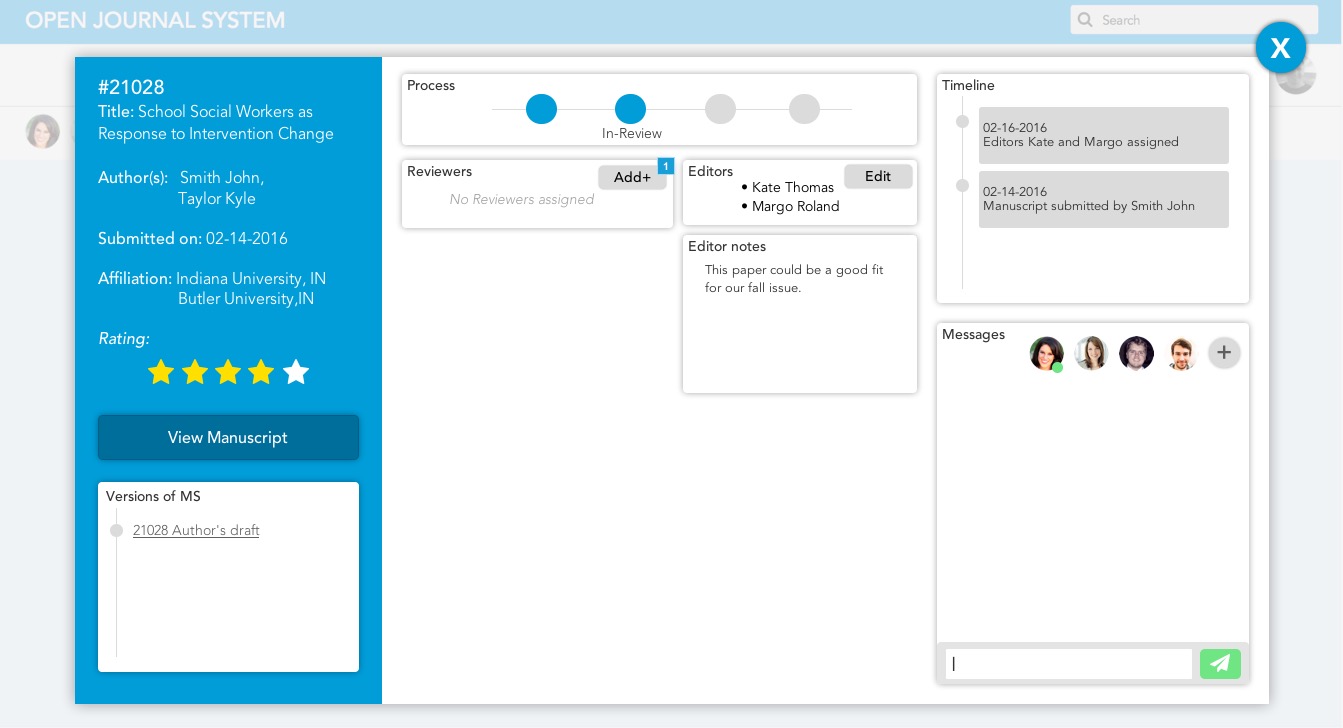 OPEN JOURNAL SYSTEM
Search
X
#21028
Title: School Social Workers as
Response to Intervention Change
Author(s): Smith John,
Taylor Kyle
Submitted on: 02-14-2016
Affiliation: Indiana University, IN
Butler University,IN
Rating:
View Manuscript
Versions of MS
21028 Author's draft
Process
In-Review
Reviewers
Add+
1
No Reviewers assigned
Editors
Edit
• Kate Thomas
• Margo Roland
Editor notes
This paper could be a good fit
for our fall issue.
Timeline
02-16-2016
Editors Kate and Margo assigned
02-14-2016
Manuscript submitted by Smith John
Messages
+